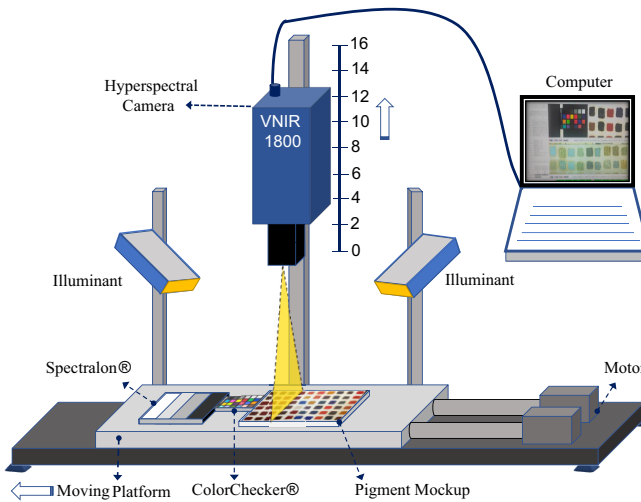 16
14
12
10
8
6
4
2
0
Hyperspectral
Camera
VNIR
1800
Computer
Illuminant
Illuminant
Spectralon®
Motor
Moving Platform
ColorChecker®
Pigment Mockup